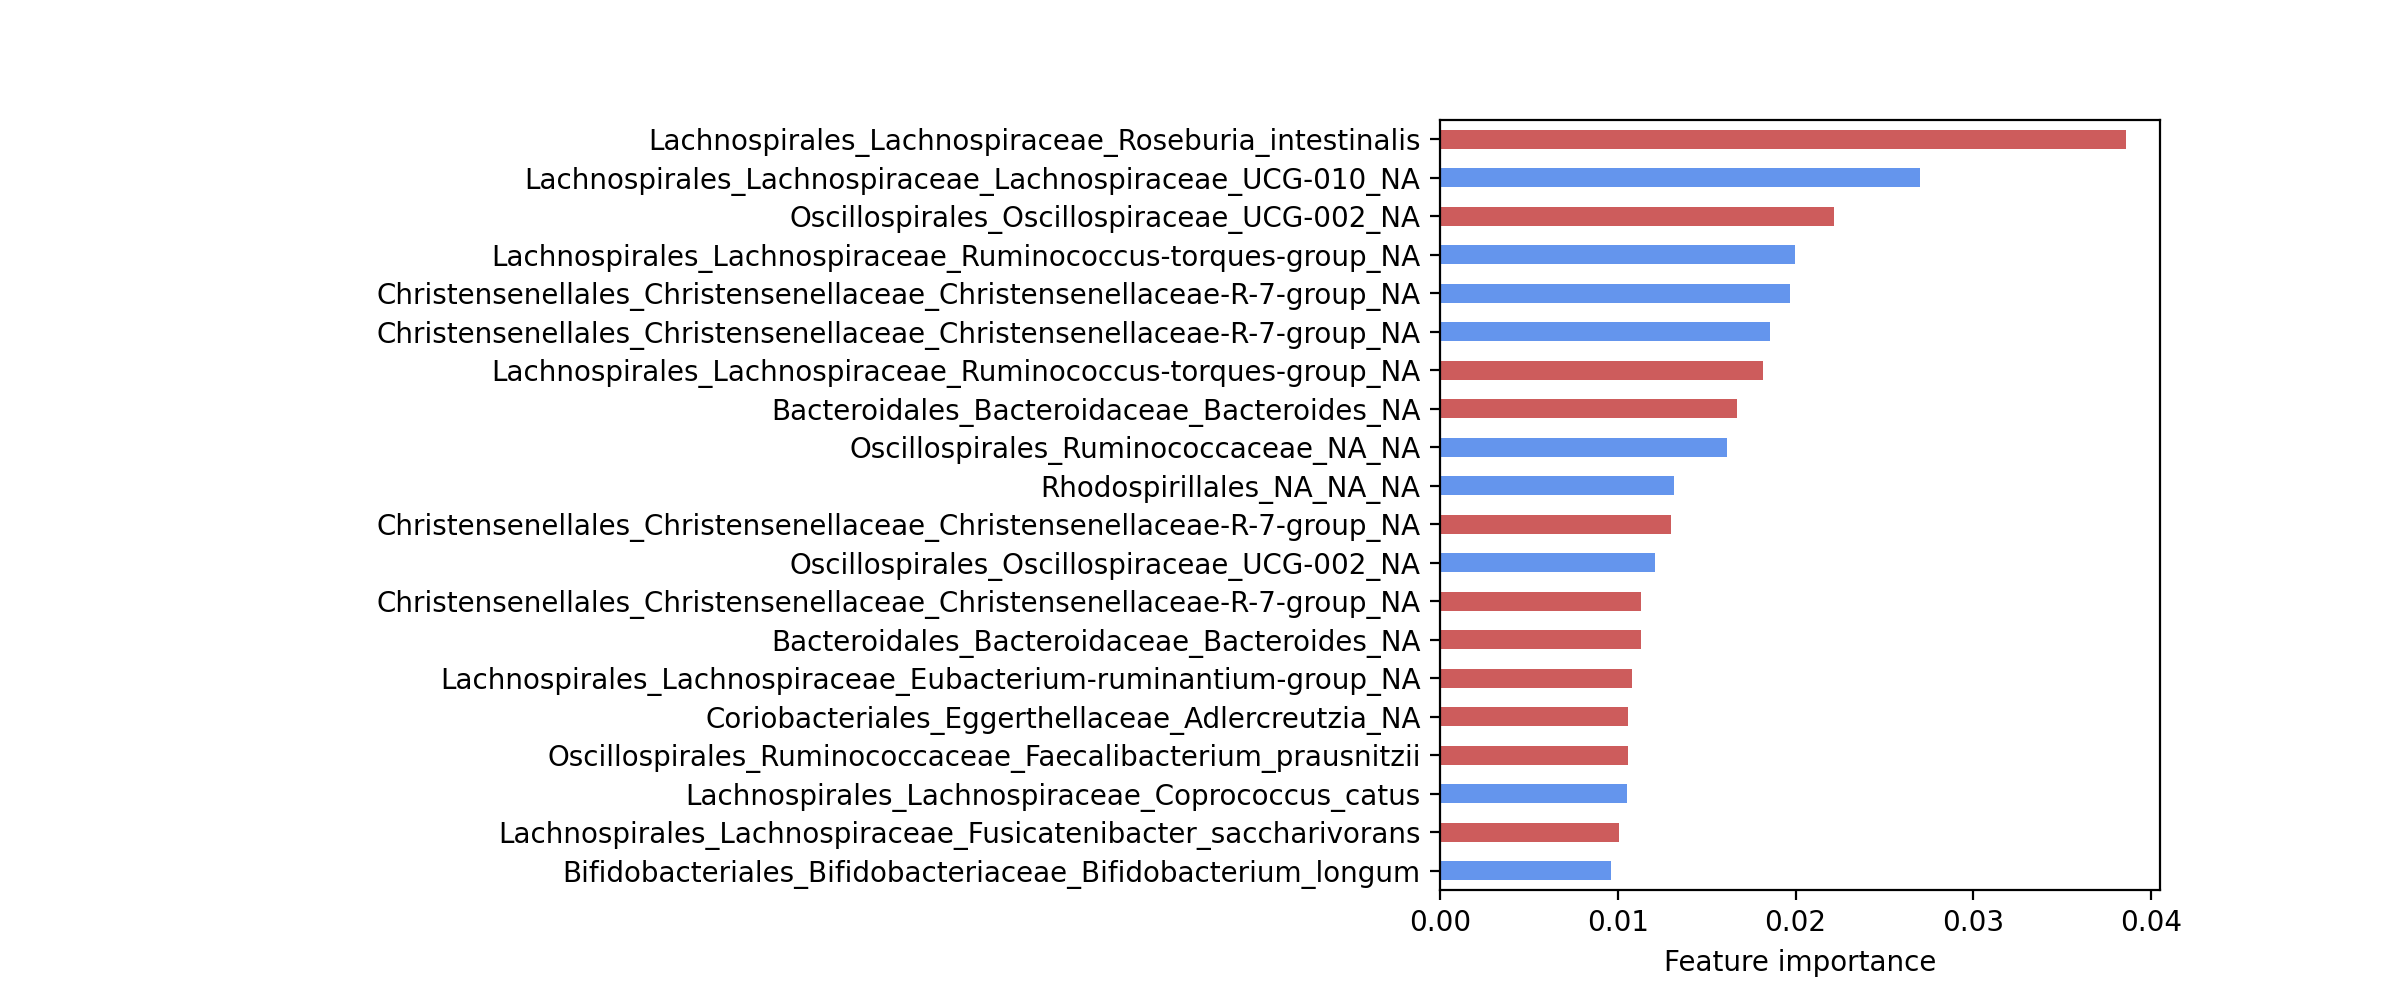 Lachnospirales_Lachnospiraceae_Roseburia_intestinalis
Lachnospirales_Lachnospiraceae_Lachnospiraceae_UCG-010_NA
Oscillospirales_Oscillospiraceae_UCG-002_NA
Lachnospirales_Lachnospiraceae_Ruminococcus-torques-group_NA
Christensenellales_Christensenellaceae_Christensenellaceae-R-7-group_NA
Christensenellales_Christensenellaceae_Christensenellaceae-R-7-group_NA
Lachnospirales_Lachnospiraceae_Ruminococcus-torques-group_NA
Bacteroidales_Bacteroidaceae_Bacteroides_NA
Oscillospirales_Ruminococcaceae_NA_NA
Rhodospirillales_NA_NA_NA
Christensenellales_Christensenellaceae_Christensenellaceae-R-7-group_NA
Oscillospirales_Oscillospiraceae_UCG-002_NA
Christensenellales_Christensenellaceae_Christensenellaceae-R-7-group_NA
Bacteroidales_Bacteroidaceae_Bacteroides_NA
Lachnospirales_Lachnospiraceae_Eubacterium-ruminantium-group_NA
Coriobacteriales_Eggerthellaceae_Adlercreutzia_NA
Oscillospirales_Ruminococcaceae_Faecalibacterium_prausnitzii
Lachnospirales_Lachnospiraceae_Coprococcus_catus
Lachnospirales_Lachnospiraceae_Fusicatenibacter_saccharivorans
Bifidobacteriales_Bifidobacteriaceae_Bifidobacterium_longum
0.00 0.01 0.02 0.03 0.04
Feature importance